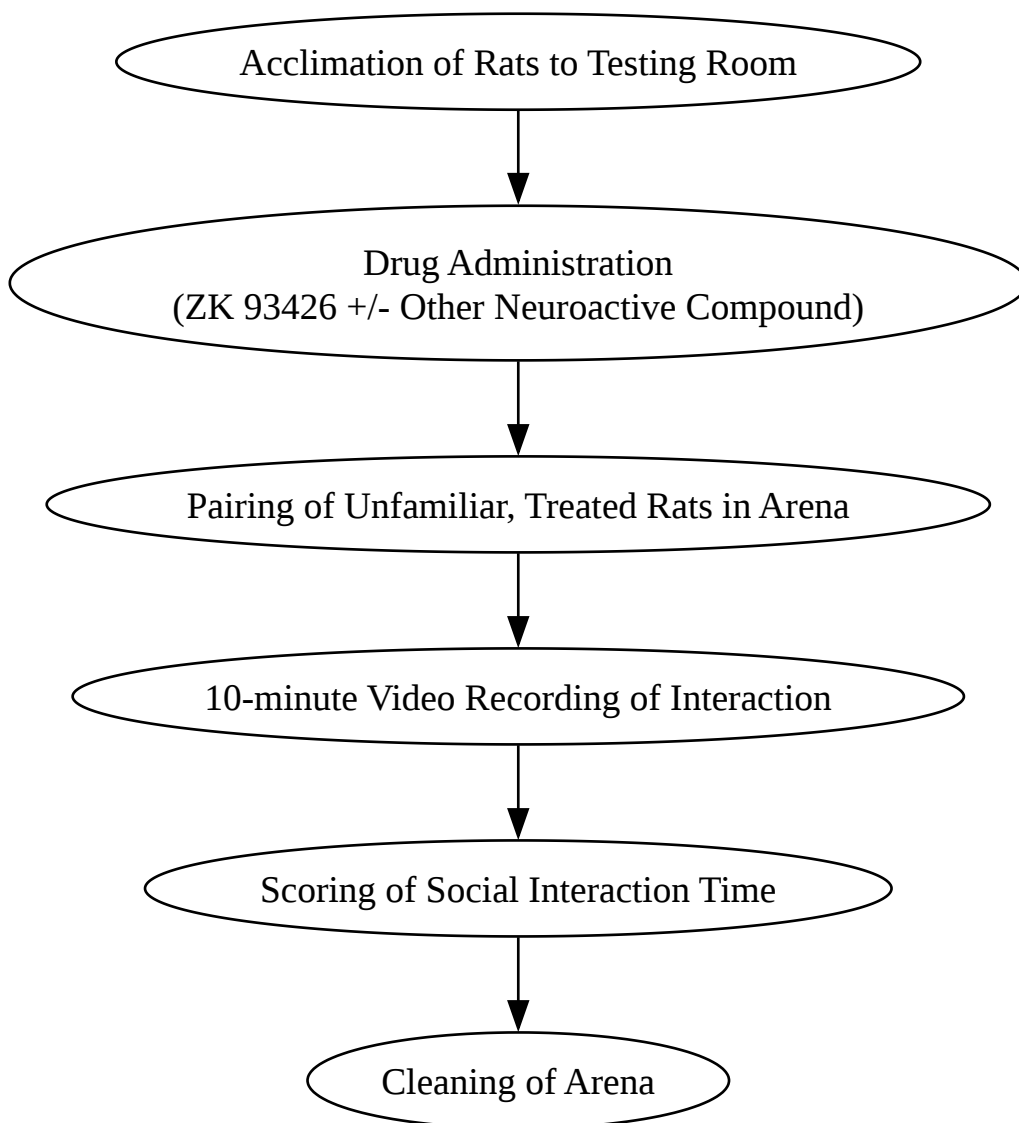 Acclimation of Rats to Testing Room
Drug Administration
(ZK 93426 +/- Other Neuroactive Compound)
Pairing of Unfamiliar, Treated Rats in Arena
10-minute Video Recording of Interaction
Scoring of Social Interaction Time
Cleaning of Arena